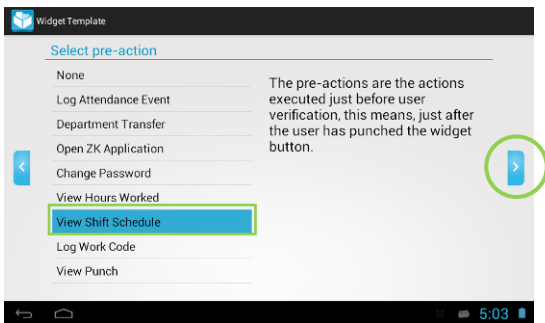 Widget Template
Select pre-action
None
Log Attendance Event
Department Transfer
Open ZK Application
Change Password
View Hours Worked
View Shift Schedule
Log Work Code
View Punch
The pre-actions are the actions
executed just before user
verification, this means, just after
the user has punched the widget
button.
5:03